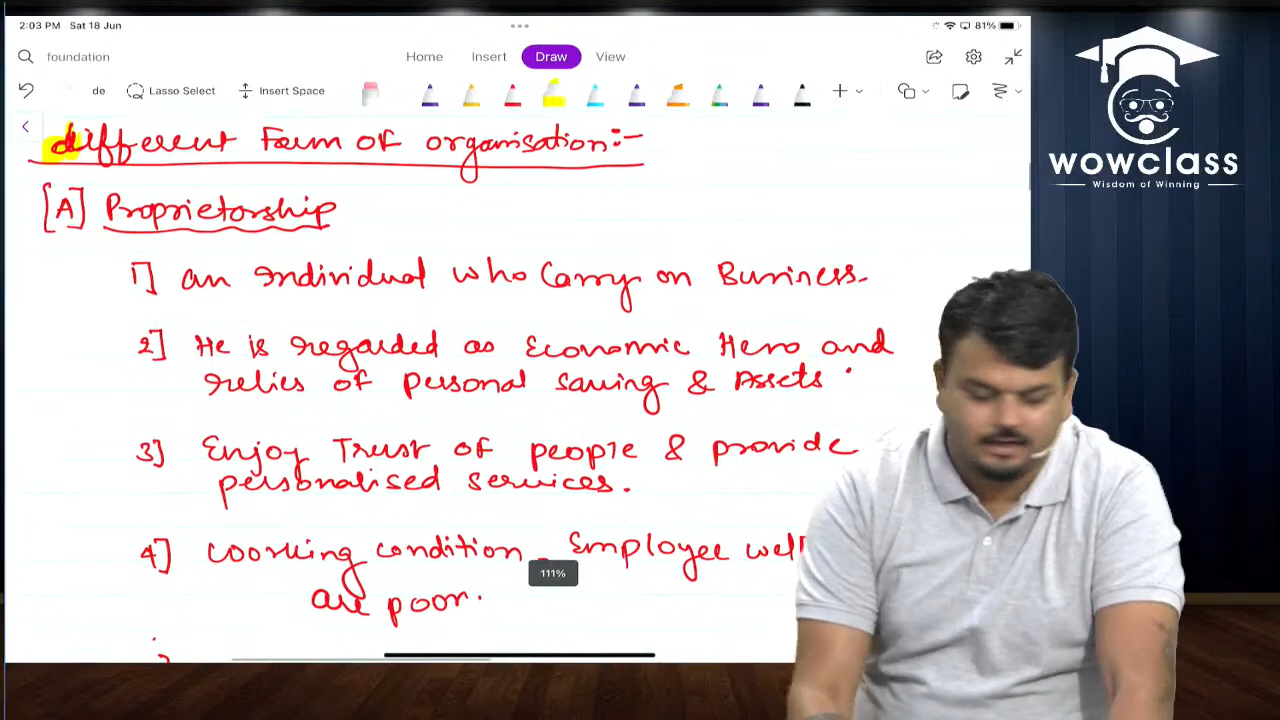 2:03 PM Sat 18 Jun
81%
foundation
Home Insert Draw View
de Lasso Select Insert Space
different Form of organisation:-
[A] Proprietorship
1] an individual who Carry on Business.
2] He is regarded as Economic Hero and
relies of personal saving & Assets.
3] Enjoy Trust of people & provide
personalised services.
4] working condition - Employee wel
are poor.
111%
wowclass
Wisdom of Winning